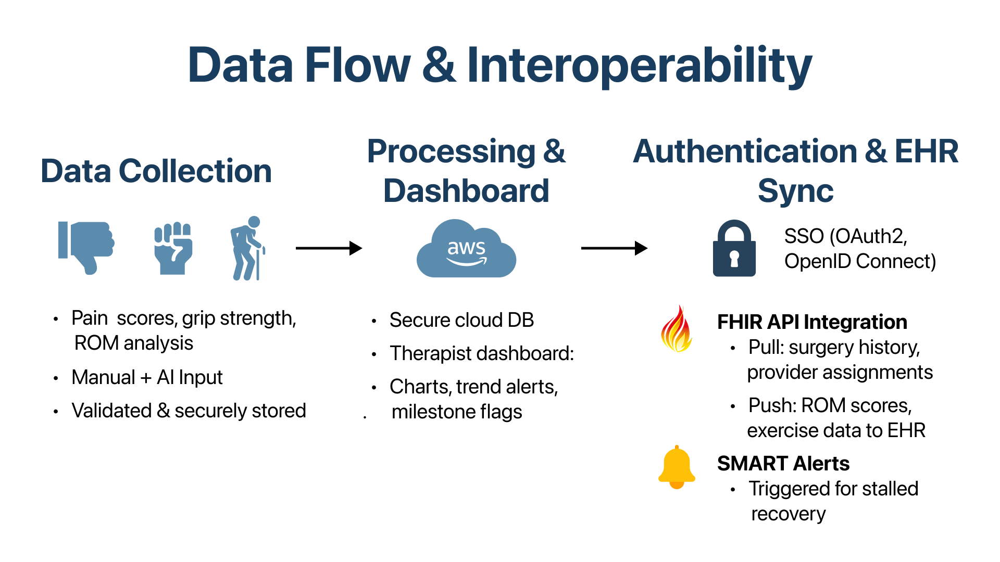 Data Flow & Interoperability
Data Collection
• Pain  scores, grip strength,
ROM analysis
• Manual + AI Input
• Validated & securely stored
Processing &
Dashboard
aws
• Secure cloud DB
• Therapist dashboard:
• Charts, trend alerts,
. milestone flags
Authentication & EHR
Sync
SSO (OAuth2,
OpenID Connect)
FHIR API Integration
• Pull: surgery history,
provider assignments
• Push: ROM scores,
exercise data to EHR
SMART Alerts
• Triggered for stalled
recovery